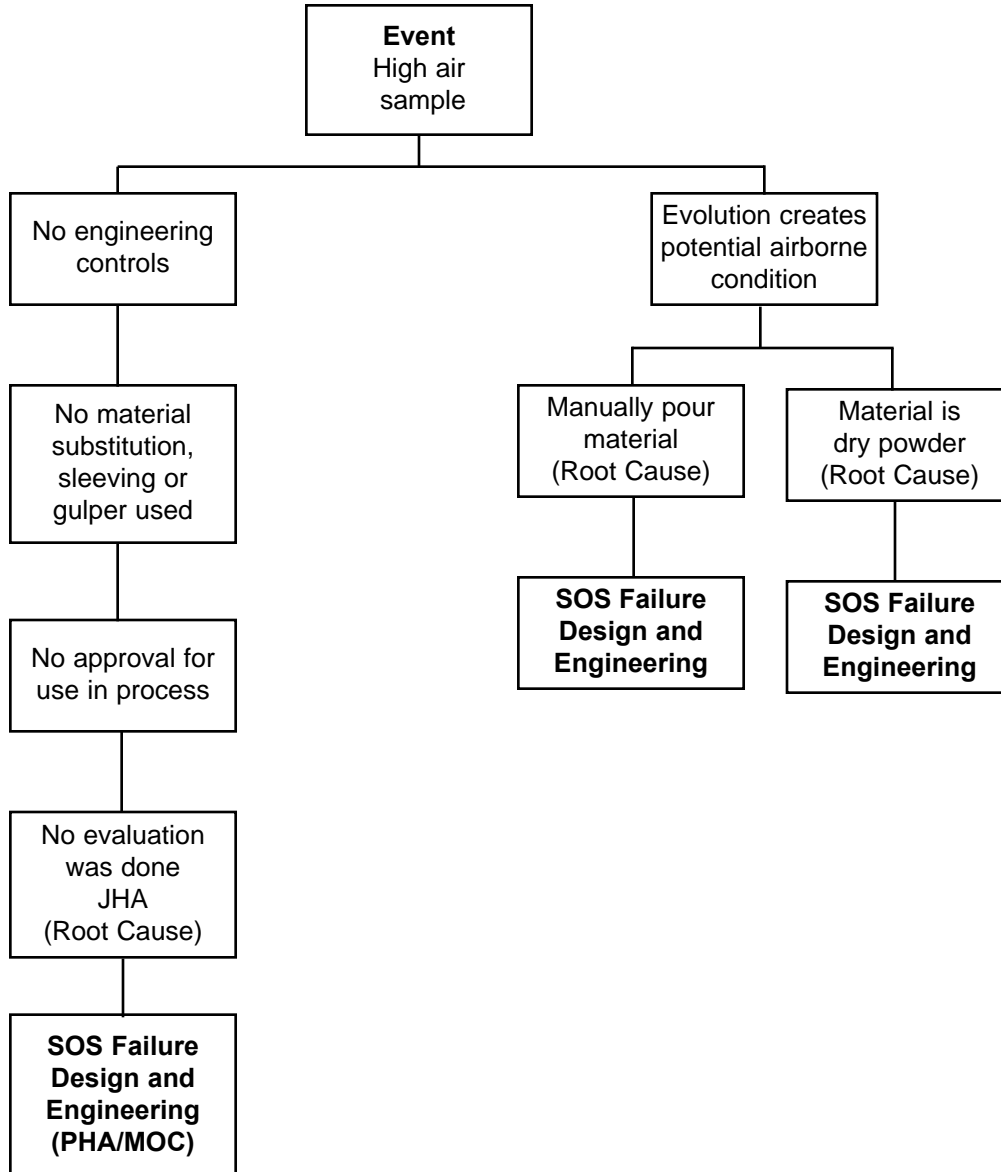 Event
High air
sample
No engineering
controls
Evolution creates
potential airborne
condition
No material
substitution,
sleeving or
gulper used
Manually pour
material
(Root Cause)
Material is
dry powder
(Root Cause)
SOS Failure
Design and
Engineering
SOS Failure
Design and
Engineering
No approval for
use in process
No evaluation
was done
JHA
(Root Cause)
SOS Failure
Design and
Engineering
(PHA/MOC)